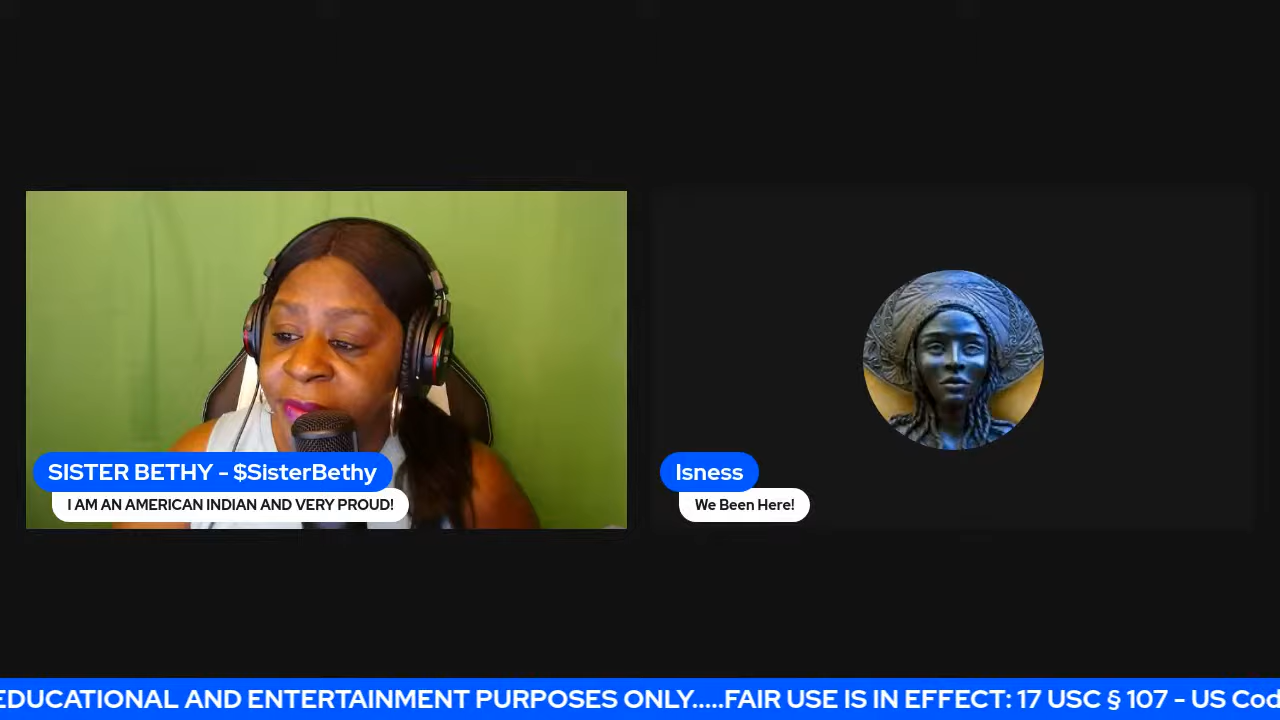 SISTER BETHY - $SisterBethy
I AM AN AMERICAN INDIAN AND VERY PROUD!
Isness
We Been Here!
EDUCATIONAL AND ENTERTAINMENT PURPOSES ONLY.....FAIR USE IS IN EFFECT: 17 USC § 107 - US Cod